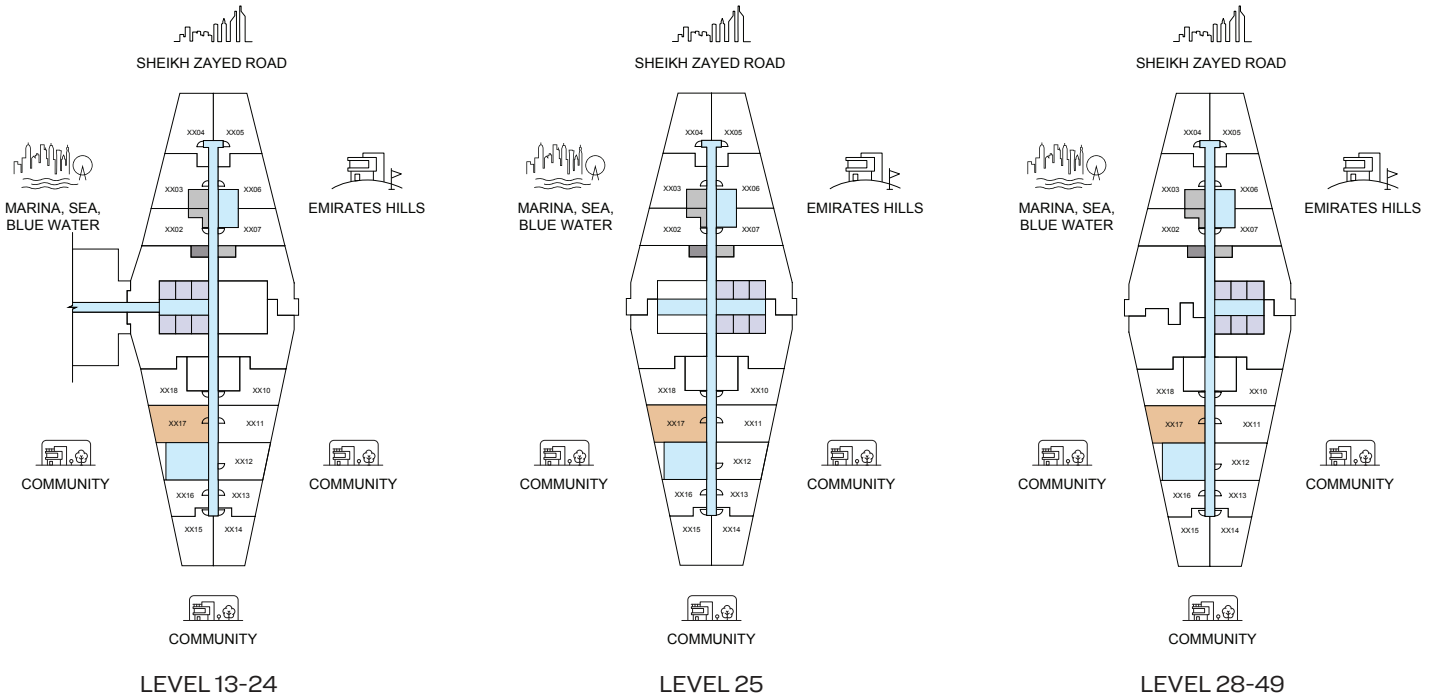 SHEIKH ZAYED ROAD
MARINA, SEA,
BLUE WATER
EMIRATES HILLS
XX04
XX05
XX03
XX06
XX02
XX07
XX18
XX10
XX17
XX11
XX12
XX16
XX13
XX15
XX14
COMMUNITY
COMMUNITY
COMMUNITY
LEVEL 13-24
SHEIKH ZAYED ROAD
MARINA, SEA,
BLUE WATER
EMIRATES HILLS
XX04
XX05
XX03
XX06
XX02
XX07
XX18
XX10
XX17
XX11
XX12
XX16
XX13
XX15
XX14
COMMUNITY
COMMUNITY
COMMUNITY
LEVEL 25
SHEIKH ZAYED ROAD
MARINA, SEA,
BLUE WATER
EMIRATES HILLS
XX04
XX05
XX03
XX06
XX02
XX07
XX18
XX10
XX17
XX11
XX12
XX16
XX13
XX15
XX14
COMMUNITY
COMMUNITY
COMMUNITY
LEVEL 28-49